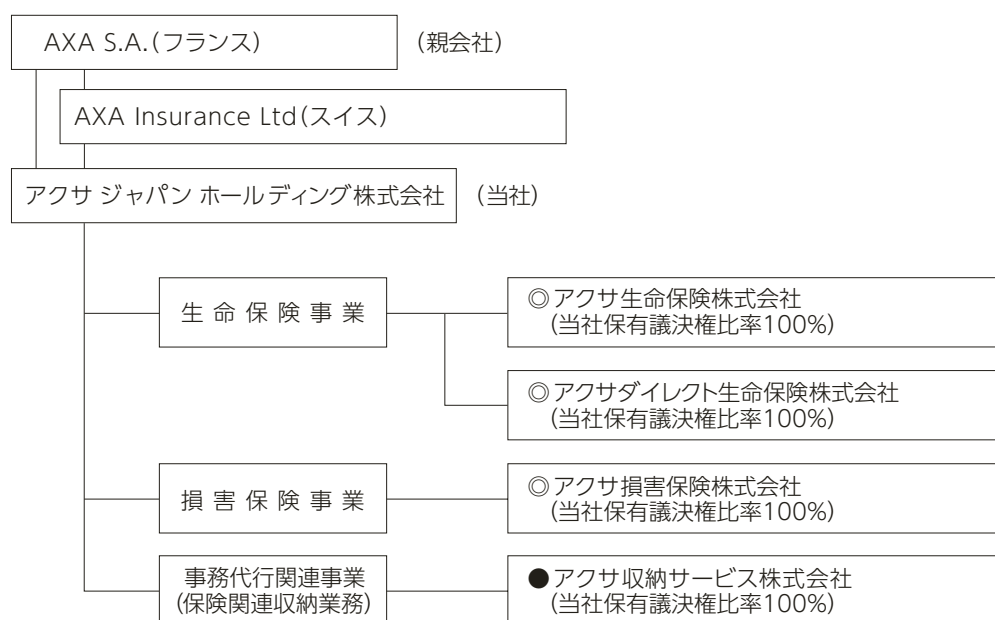 AXA S.A.(フランス) (親会社)
AXA Insurance Ltd(スイス)
アクサ ジャパン ホールディング株式会社 (当社)
生命保険事業
◎アクサ生命保険株式会社
(当社保有議決権比率100%)
◎アクサダイレクト生命保険株式会社
(当社保有議決権比率100%)
損害保険事業
◎アクサ損害保険株式会社
(当社保有議決権比率100%)
事務代行関連事業
(保険関連収納業務)
●アクサ収納サービス株式会社
(当社保有議決権比率100%)